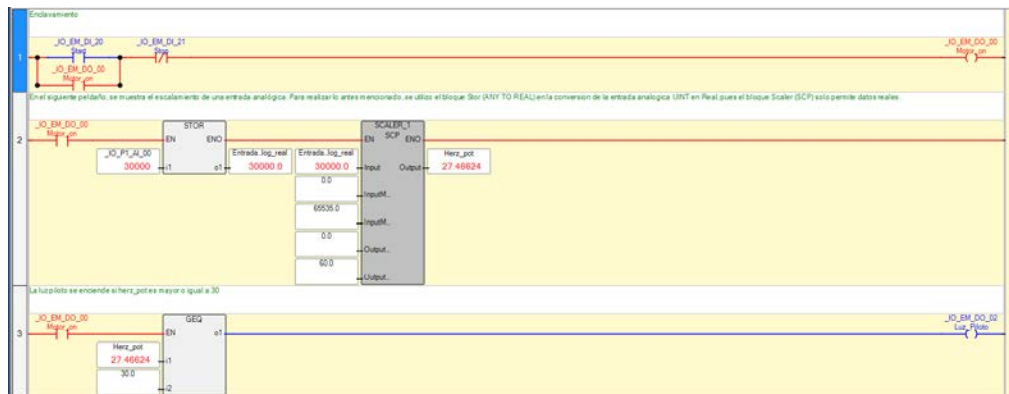 Enclavamiento
_IO_EM_DI_20
Start
_IO_EM_DI_21
Stop
_IO_EM_DO_00
Motor_on
1
_IO_EM_DO_00
Motor_on
En el siguiente peldaño, se muestra el escalamiento de una entrada analógica. Para realizar lo antes mencionado, se utiliza el bloque Stor (ANY TO REAL) en la conversion de la entrada analogica UINT en Real, pues el bloque Scaler (SCP) solo permite datos reales.
2
_IO_EM_DO_00
Motor_on
STOR
EN ENO
SCALER_1
SCP
EN ENO
_IO_P1_AI_00
30000
i1 o1
Entrada..log_real
30000.0
Entrada..log_real
30000.0
Input Output
Herz_pot
27.46624
0.0
InputM..
65535.0
InputM..
0.0
Output..
60.0
Output..
La luz piloto se enciende si herz_pot es mayor o igual a 30
3
_IO_EM_DO_00
Motor_on
GEQ
EN o1
_IO_EM_DO_02
Luz_Piloto
Herz_pot
27.46624
i1
30.0
i2